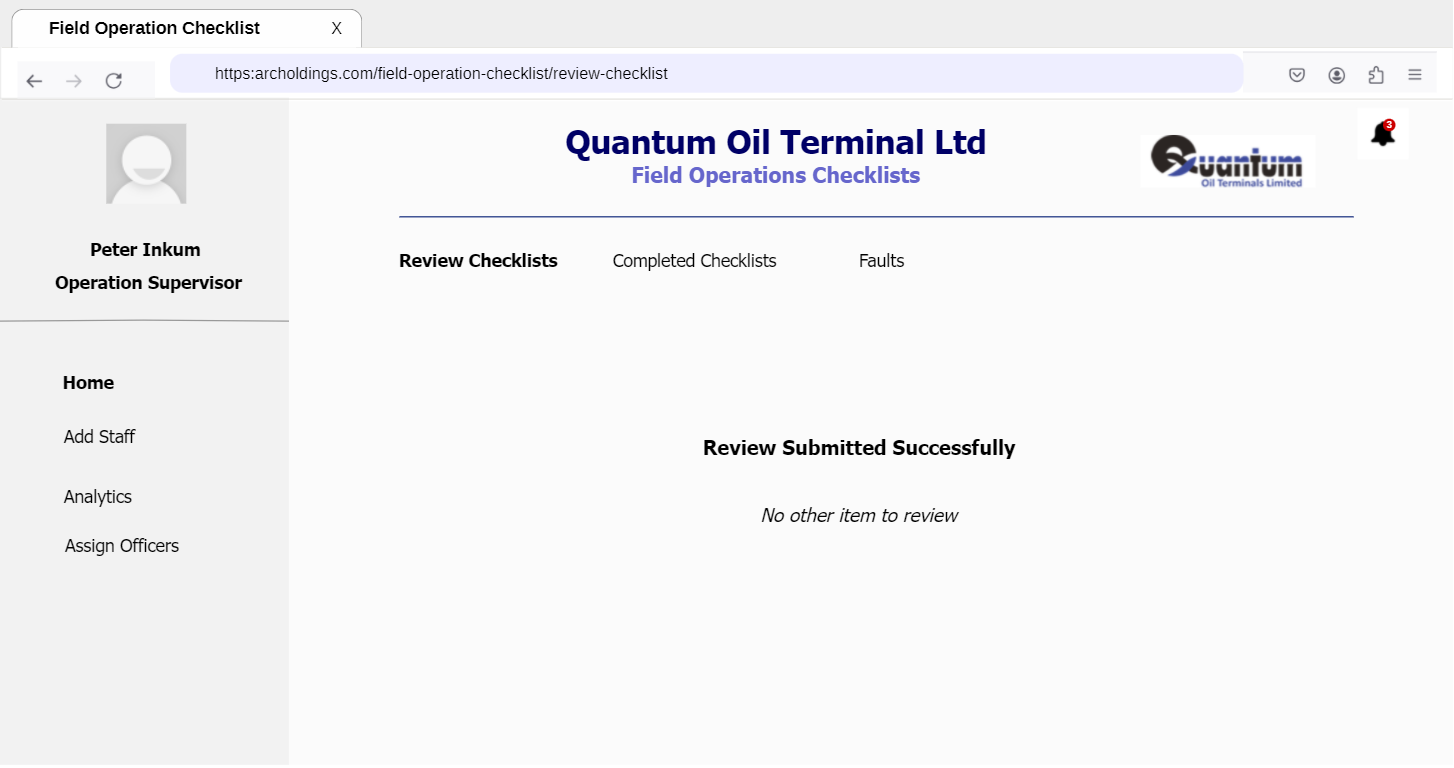 Field Operation Checklist X
https:archoldings.com/field-operation-checklist/review-checklist
Quantum Oil Terminal Ltd
Field Operations Checklists
Quantum
Oil Terminals Limited
3
Peter Inkum
Operation Supervisor
Review Checklists Completed Checklists Faults
Home
Add Staff
Analytics
Assign Officers
Review Submitted Successfully
No other item to review